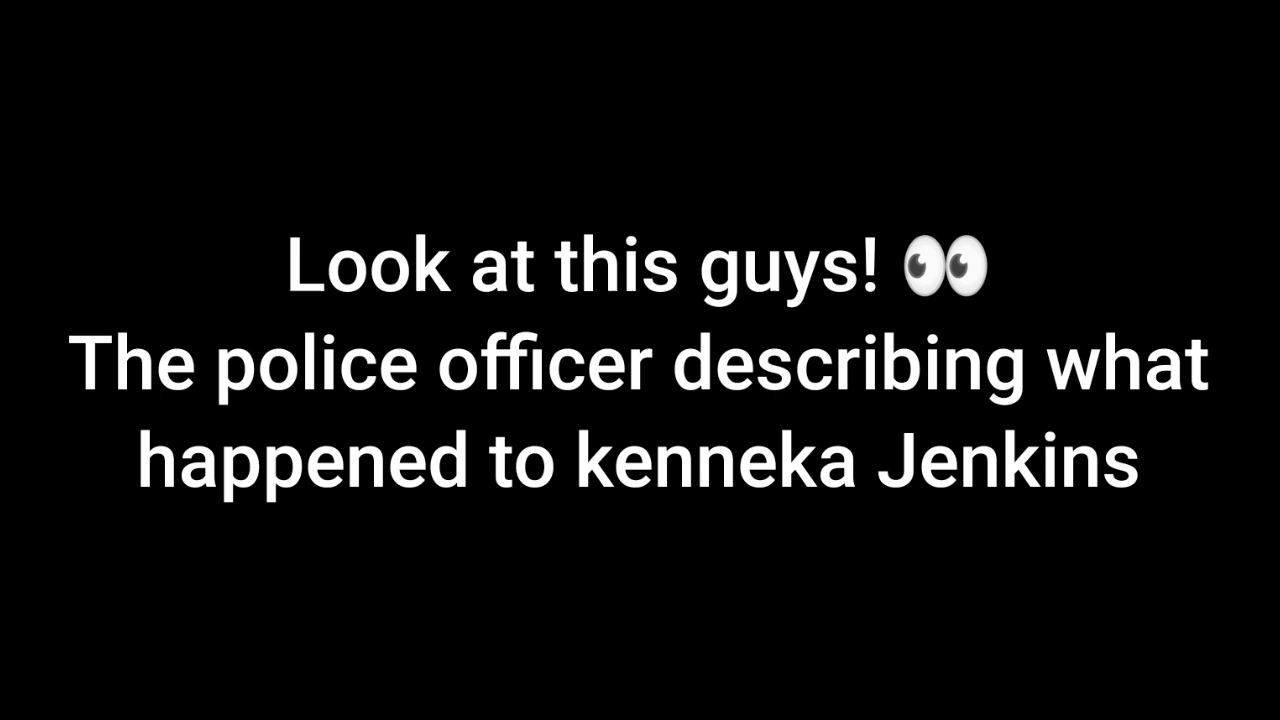 Look at this guys! 👀
The police officer describing what
happened to kenneka Jenkins